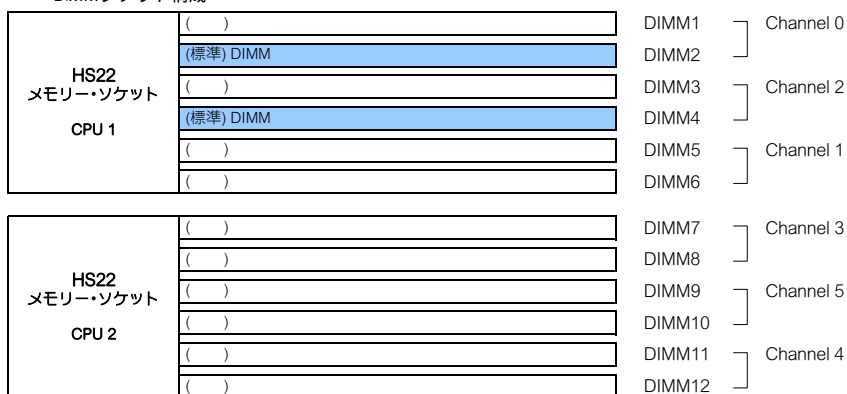 Dimmソケット構成
HS22
メモリー・ソケット
CPU 1
( ) DIMM1 Channel 0
(標準) DIMM DIMM2
( ) DIMM3 Channel 2
(標準) DIMM DIMM4
( ) DIMM5 Channel 1
( ) DIMM6
HS22
メモリー・ソケット
CPU 2
( ) DIMM7 Channel 3
( ) DIMM8
( ) DIMM9 Channel 5
( ) DIMM10
( ) DIMM11 Channel 4
( ) DIMM12